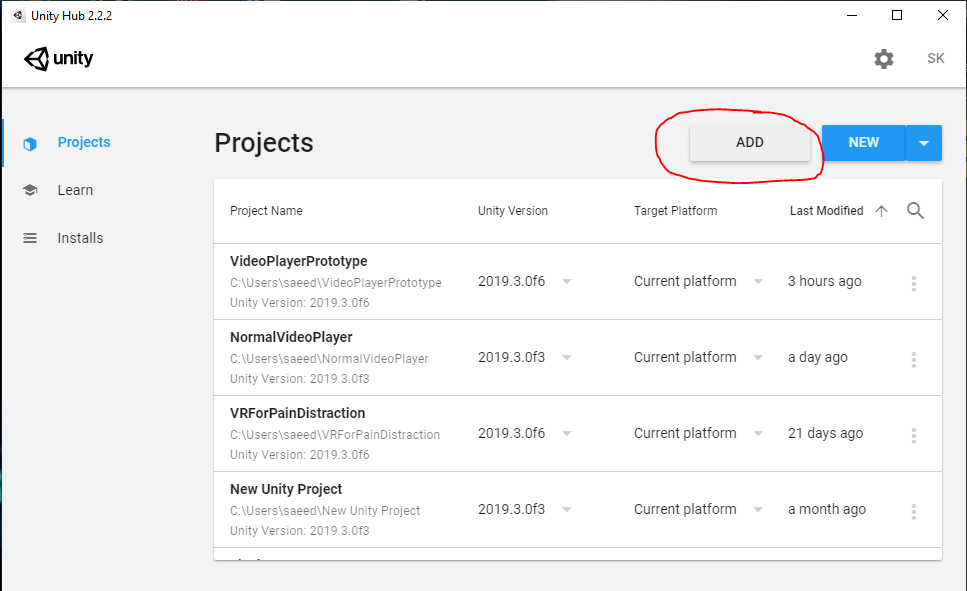 Unity Hub 2.2.2
unity
SK
Projects
Learn
Installs
Projects
ADD
NEW
Project Name Unity Version Target Platform Last Modified
VideoPlayerPrototype
C:\Users\saeed\VideoPlayerPrototype
Unity Version: 2019.3.0f6
2019.3.0f6 Current platform 3 hours ago
NormalVideoPlayer
C:\Users\saeed\NormalVideoPlayer
Unity Version: 2019.3.0f3
2019.3.0f3 Current platform a day ago
VRForPainDistraction
C:\Users\saeed\VRForPainDistraction
Unity Version: 2019.3.0f6
2019.3.0f6 Current platform 21 days ago
New Unity Project
C:\Users\saeed\New Unity Project
Unity Version: 2019.3.0f3
2019.3.0f3 Current platform a month ago